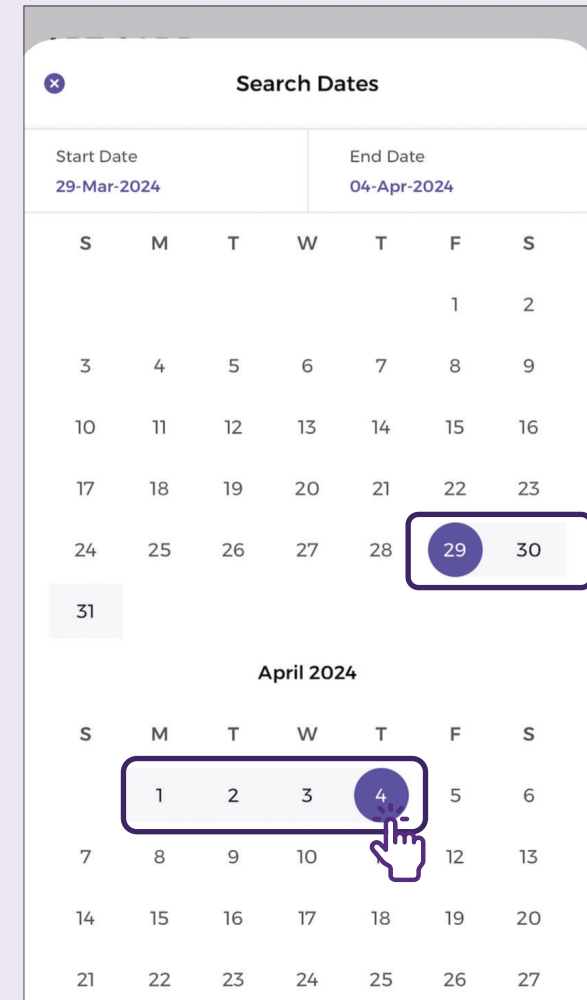 Search Dates
Start Date End Date
29-Mar-2024 04-Apr-2024
S M T W T F S
1 2
3 4 5 6 7 8 9
10 11 12 13 14 15 16
17 18 19 20 21 22 23
24 25 26 27 28 29 30
31
April 2024
S M T W T F S
1 2 3 4 5 6
7 8 9 10 12 13
14 15 16 17 18 19 20
21 22 23 24 25 26 27